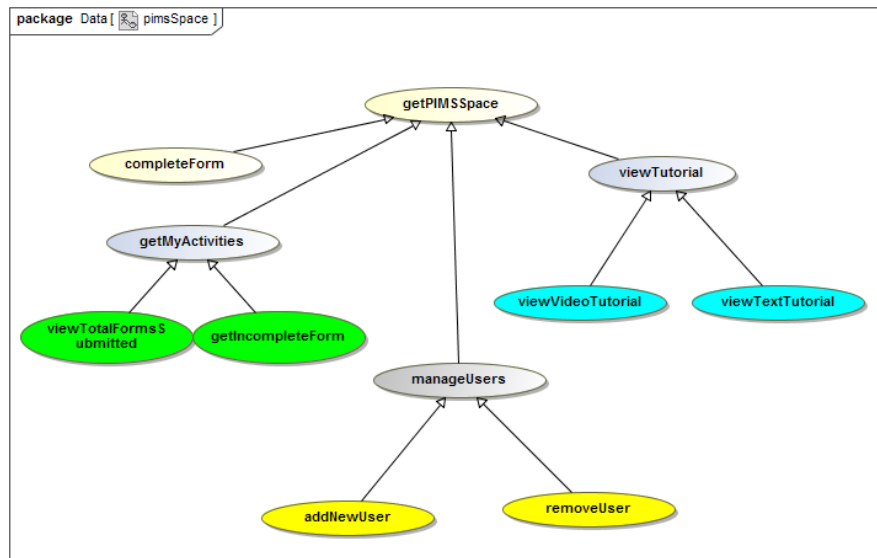 package Data [ pimsSpace ]
getPIMSSpace
completeForm
viewTutorial
getMyActivities
viewVideoTutorial
viewTextTutorial
viewTotalFormsS
ubmitted
getIncompleteForm
manageUsers
addNewUser
removeUser